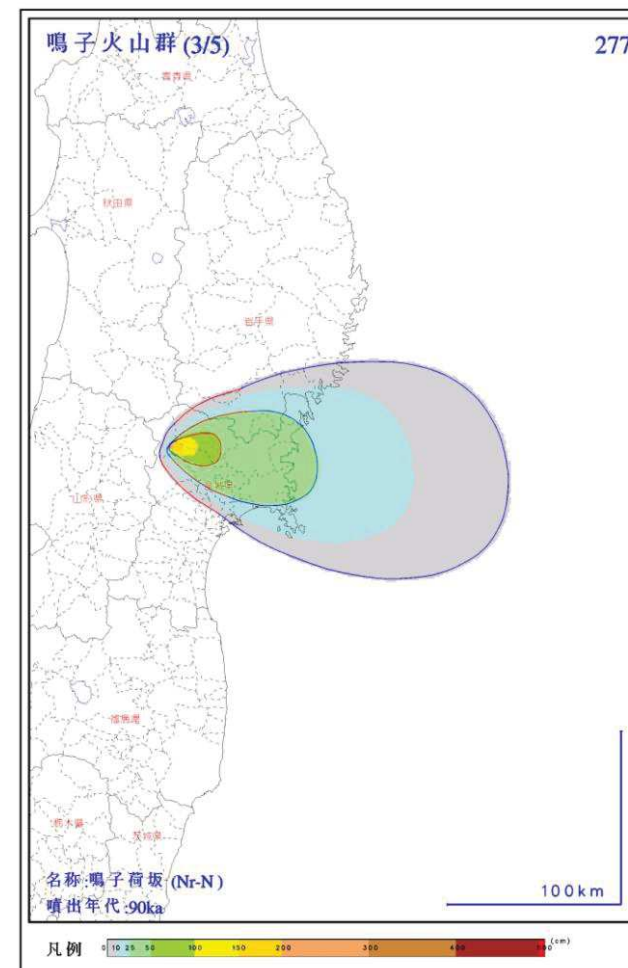 鳴子火山群 (3/5)
277
青森県
秋田県
岩手県
山形県
宮城県
福島県
栃木県
茨城県
名称:鳴子荷坂 (Nr-N)
噴出年代:90ka
100km
凡例
0 10 25 50 100 150 200 300 400 500 (cm)